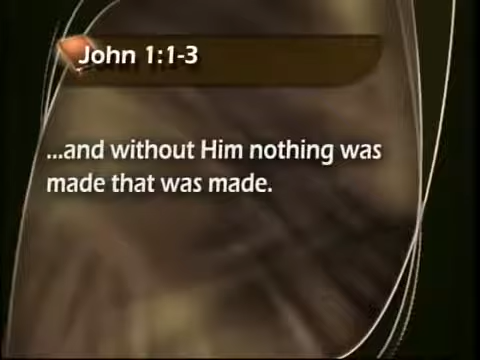 John 1:1-3
...and without Him nothing was
made that was made.